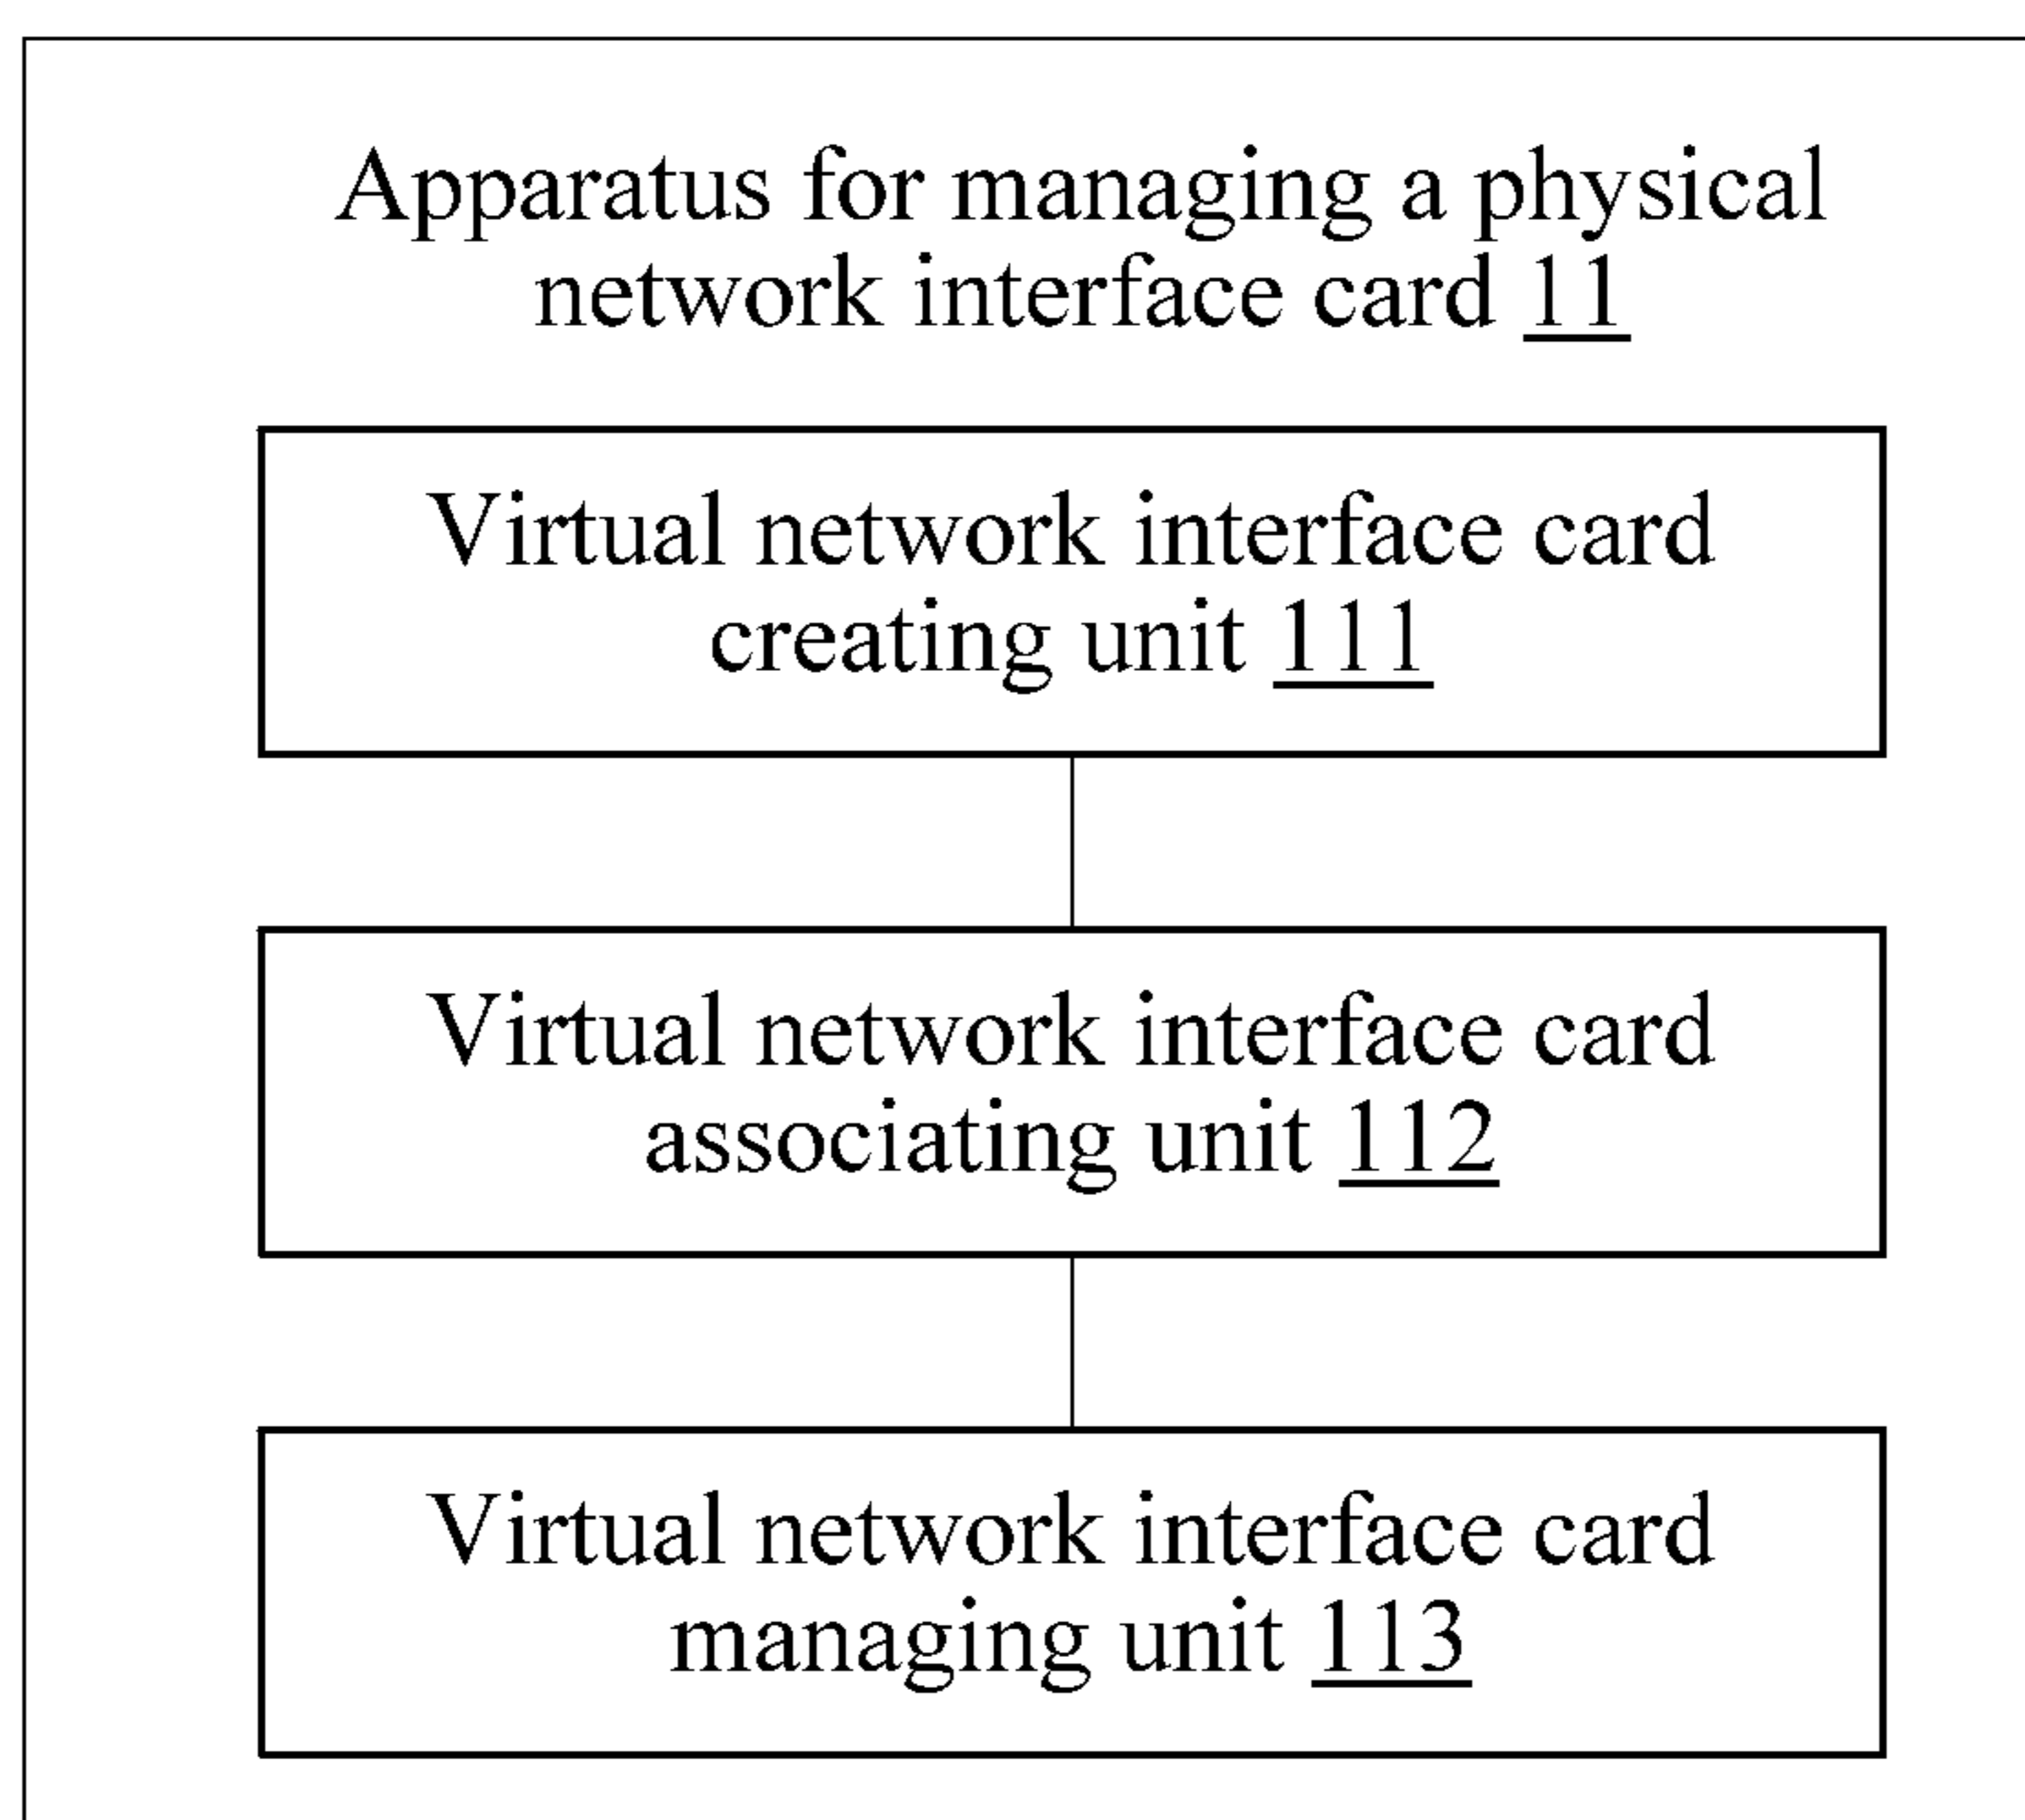 Apparatus for managing a physical
network interface card 11
Virtual network interface card
creating unit 111
Virtual network interface card
associating unit 112
Virtual network interface card
managing unit 113